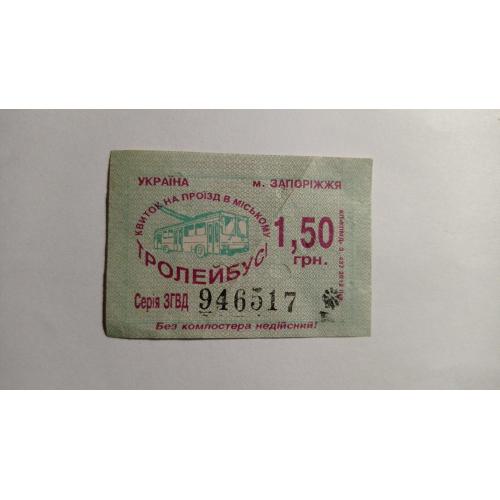 УКРАЇНА м. ЗАПОРІЖЖЯ
КВИТОК НА ПРОЇЗД В МІСЬКОМУ
ТРОЛЕЙБУСІ
1,50
грн.
Серія ЗГВД 946517
Без компостера недійсний!